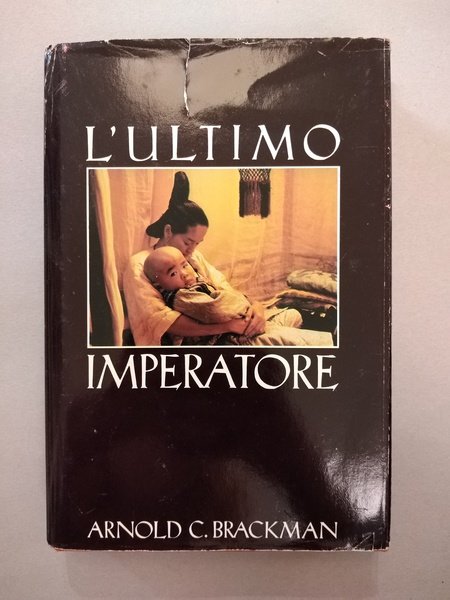 L'ULTIMO
IMPERATORE
ARNOLD C. BRACKMAN